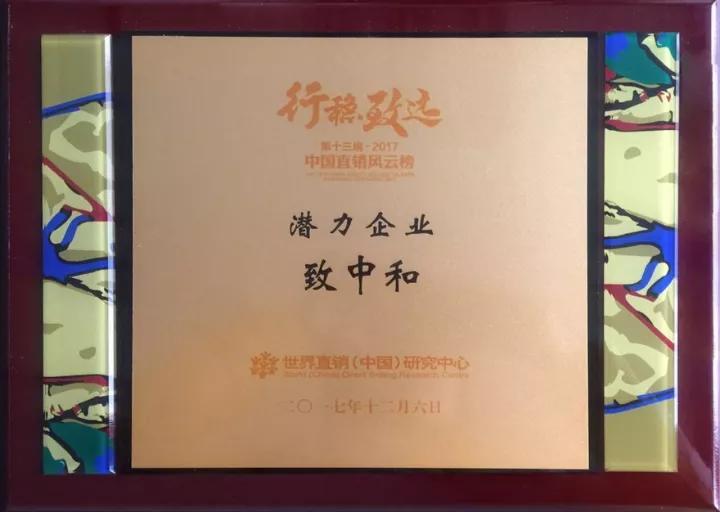 行稳致远
第十三届·2017
中国直销风云榜
潜力企业
致中和
世界直销(中国)研究中心
World (China) Direct Selling Research Centre
二〇一七年十二月六日